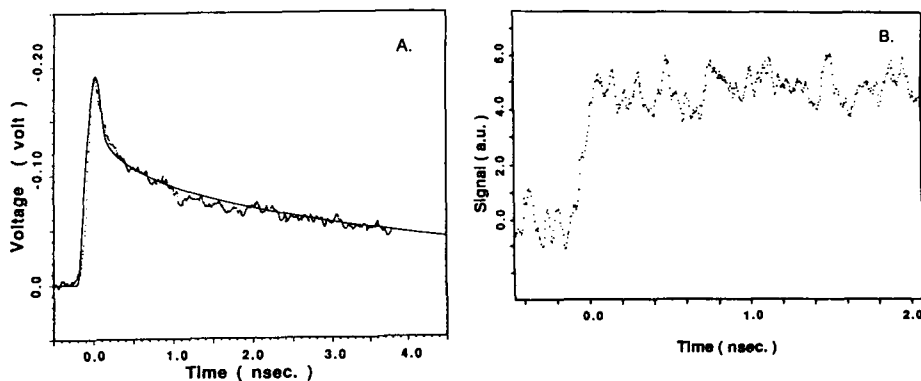 A.
-0.20
-0.10
0.0
Voltage ( volt )
0.0 1.0 2.0 3.0 4.0
Time ( nsec. )
B.
6.0
4.0
2.0
0.0
Signal ( a.u. )
0.0 1.0 2.0
Time ( nsec. )